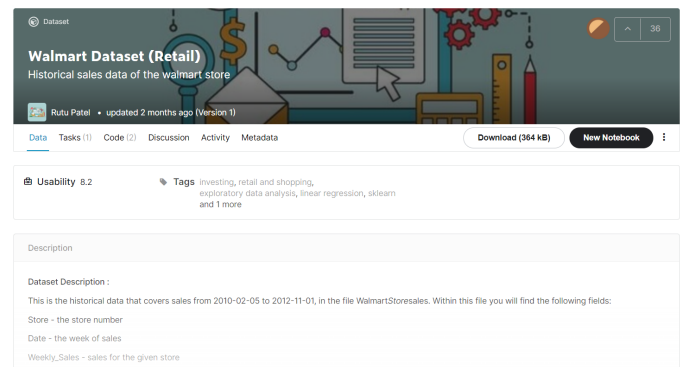 Dataset
36
Walmart Dataset (Retail)
Historical sales data of the walmart store
Rutu Patel • updated 2 months ago (Version 1)
Data Tasks (1) Code (2) Discussion Activity Metadata Download (364 kB) New Notebook
Usability 8.2 Tags investing, retail and shopping,
exploratory data analysis, linear regression, sklearn
and 1 more
Description
Dataset Description :
This is the historical data that covers sales from 2010-02-05 to 2012-11-01, in the file WalmartStoresales. Within this file you will find the following fields:
Store - the store number
Date - the week of sales
Weekly_Sales - sales for the given store